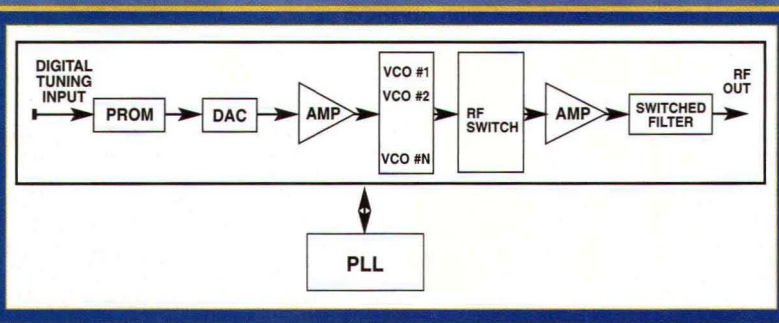 DIGITAL
TUNING
INPUT
PROM
DAC
AMP
VCO #1
VCO #2
VCO #N
RF
SWITCH
AMP
SWITCHED
FILTER
RF
OUT
PLL